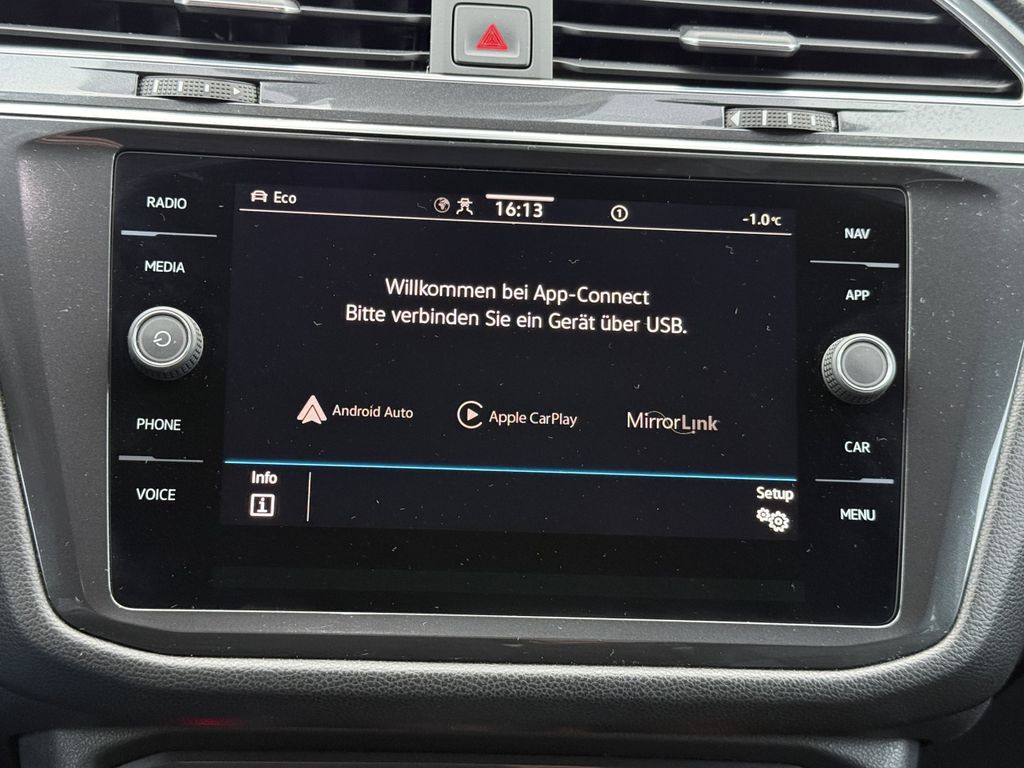 RADIO
MEDIA
PHONE
VOICE
Eco
16:13
1
-1.0°C
Willkommen bei App-Connect
Bitte verbinden Sie ein Gerät über USB.
Android Auto
Apple CarPlay
MirrorLink
Info
i
Setup
NAV
APP
CAR
MENU